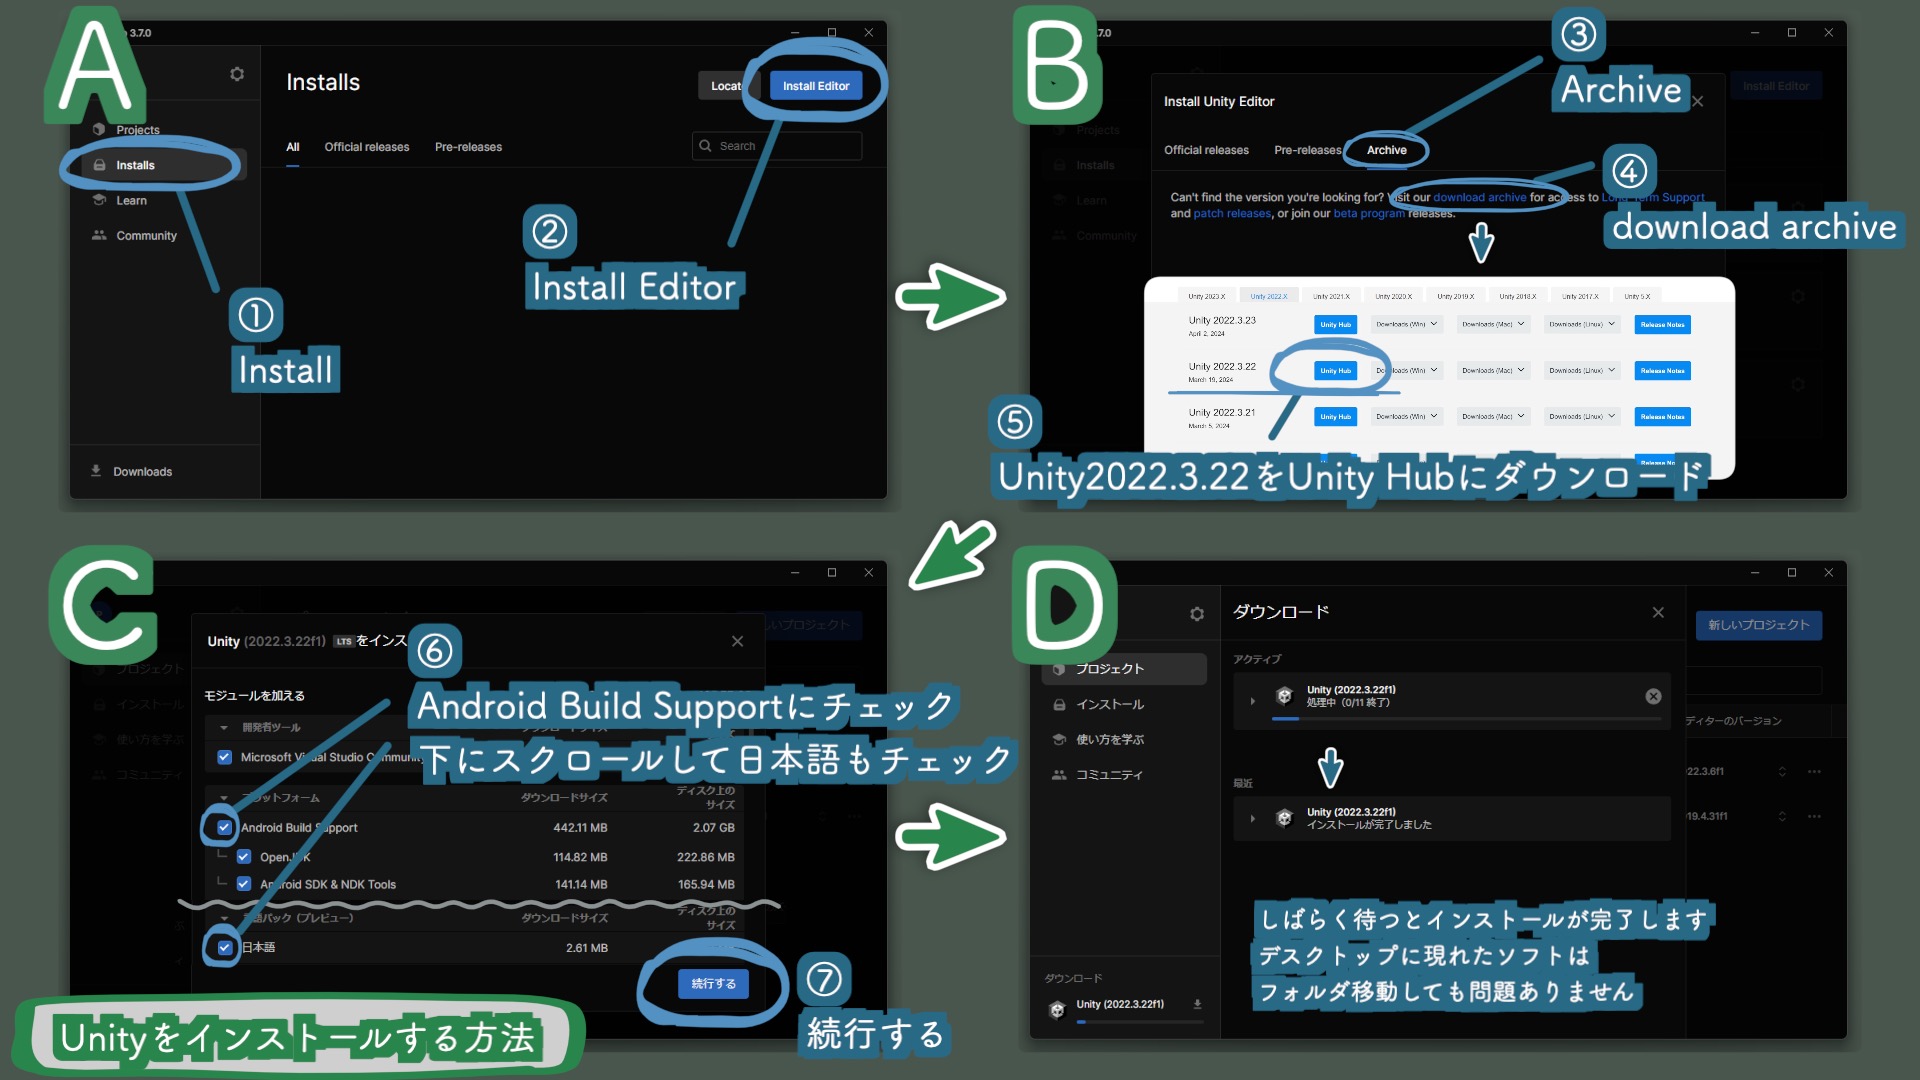 A
3.7.0
Installs
Locat
Install Editor
Projects
Installs
Learn
Community
All
Official releases
Pre-releases
Search
①
Install
②
Install Editor
Downloads
B
.7.0
③
Archive
Install Unity Editor
Install Editor
Projects
Installs
Learn
Community
Official releases
Pre-releases
Archive
Can't find the version you're looking for? Visit our download archive for access to Long Term Support
and patch releases, or join our beta program releases.
④
download archive
Unity 2023.X
Unity 2022.X
Unity 2021.X
Unity 2020.X
Unity 2019.X
Unity 2018.X
Unity 2017.X
Unity 5.X
Unity 2022.3.23
April 2, 2024
Unity Hub
Downloads (Win)
Downloads (Mac)
Downloads (Linux)
Release Notes
Unity 2022.3.22
March 19, 2024
Unity Hub
Downloads (Win)
Downloads (Mac)
Downloads (Linux)
Release Notes
Unity 2022.3.21
March 5, 2024
Unity Hub
Downloads (Win)
Downloads (Mac)
Downloads (Linux)
Release Notes
⑤
Unity2022.3.22をUnity Hubにダウンロード
C
しいプロジェクト
プロジェクト
インストール
使い方を学ぶ
コミュニティ
Unity (2022.3.22f1) LTS をインス
モジュールを加える
開発者ツール
Microsoft Visual Studio Communi
⑥
Android Build Supportにチェック
下にスクロールして日本語もチェック
プラットフォーム
ダウンロードサイズ
ディスク上の
サイズ
Android Build Support
442.11 MB
2.07 GB
OpenJDK
114.82 MB
222.86 MB
Android SDK & NDK Tools
141.14 MB
165.94 MB
言語パック (プレビュー)
ダウンロードサイズ
ディスク上の
サイズ
日本語
2.61 MB
続行する
⑦
続行する
Unityをインストールする方法
D
プロジェクト
インストール
使い方を学ぶ
コミュニティ
ダウンロード
新しいプロジェクト
アクティブ
Unity (2022.3.22f1)
処理中 (0/11 終了)
ディターのバージョン
22.3.6f1
最近
Unity (2022.3.22f1)
インストールが完了しました
19.4.31f1
しばらく待つとインストールが完了します
デスクトップに現れたソフトは
フォルダ移動しても問題ありません
ダウンロード
Unity (2022.3.22f1)